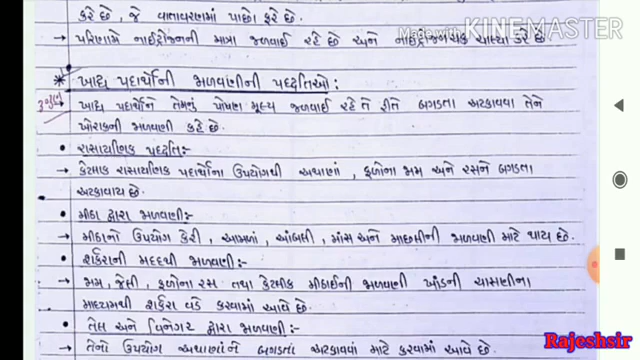 કરે છે, જે વાતાવરણમાં પાછો ફરે છે.
Made with KINEMASTER
→ પરિણામે નાઈટ્રોજનની માત્રા જળવાઈ રહે છે અને નાઈટ્રોજનચક્ર ચાલ્યા કરે છે
* ખાદ્ય પદાર્થોની જાળવણીની પદ્ધતિઓ :
→ ખાદ્ય પદાર્થોને તેમનું પોષણ મૂલ્ય જળવાઈ રહે તે રીતે બગડતા અટકાવવા તેને
ખોરાકની જાળવણી કહે છે.
• રાસાયણિક પદ્ધતિ:-
→ કેટલાક રાસાયણિક પદાર્થોના ઉપયોગથી અથાણાં, ફળોના જામ અને રસને બગડતા
અટકાવાય છે.
• મીઠા દ્વારા જાળવણી:-
→ મીઠાનો ઉપયોગ કેરી, આમળાં, આંબલી, માંસ અને માછલીની જાળવણી માટે થાય છે.
• શર્કરાની મદદથી જાળવણી:-
→ જામ, જેલી, ફળોના રસ તથા કેટલીક મીઠાઈની જાળવણી ખાંડની ચાસણીના
માધ્યમથી શર્કરા વડે કરવામાં આવે છે.
• તેલ અને વિનેગર દ્વારા જાળવણી:-
→ તેનો ઉપયોગ અથાણાંને બગડતા અટકાવવા માટે કરવામાં આવે છે.
Rajeshsir